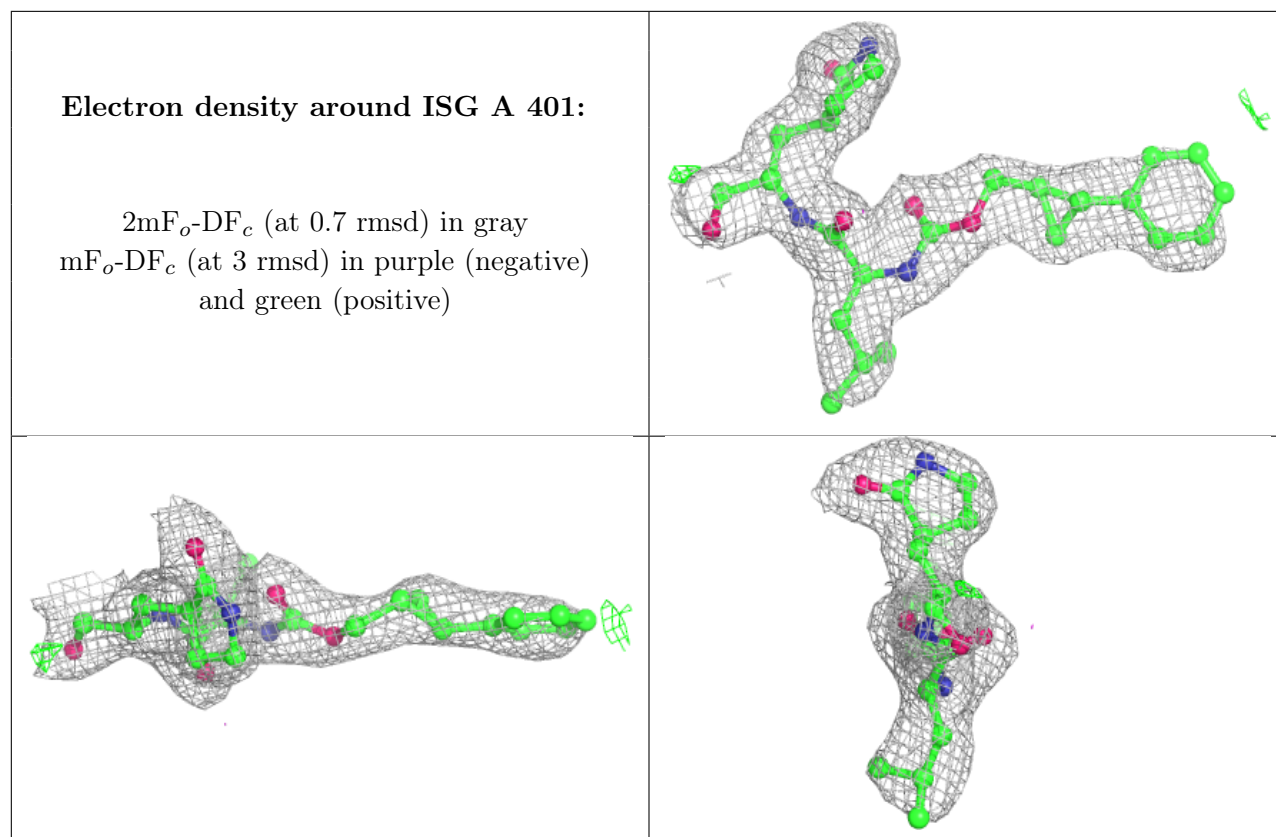 Electron density around ISG A 401:
2mFo-DFc (at 0.7 rmsd) in gray
mFo-DFc (at 3 rmsd) in purple (negative)
and green (positive)